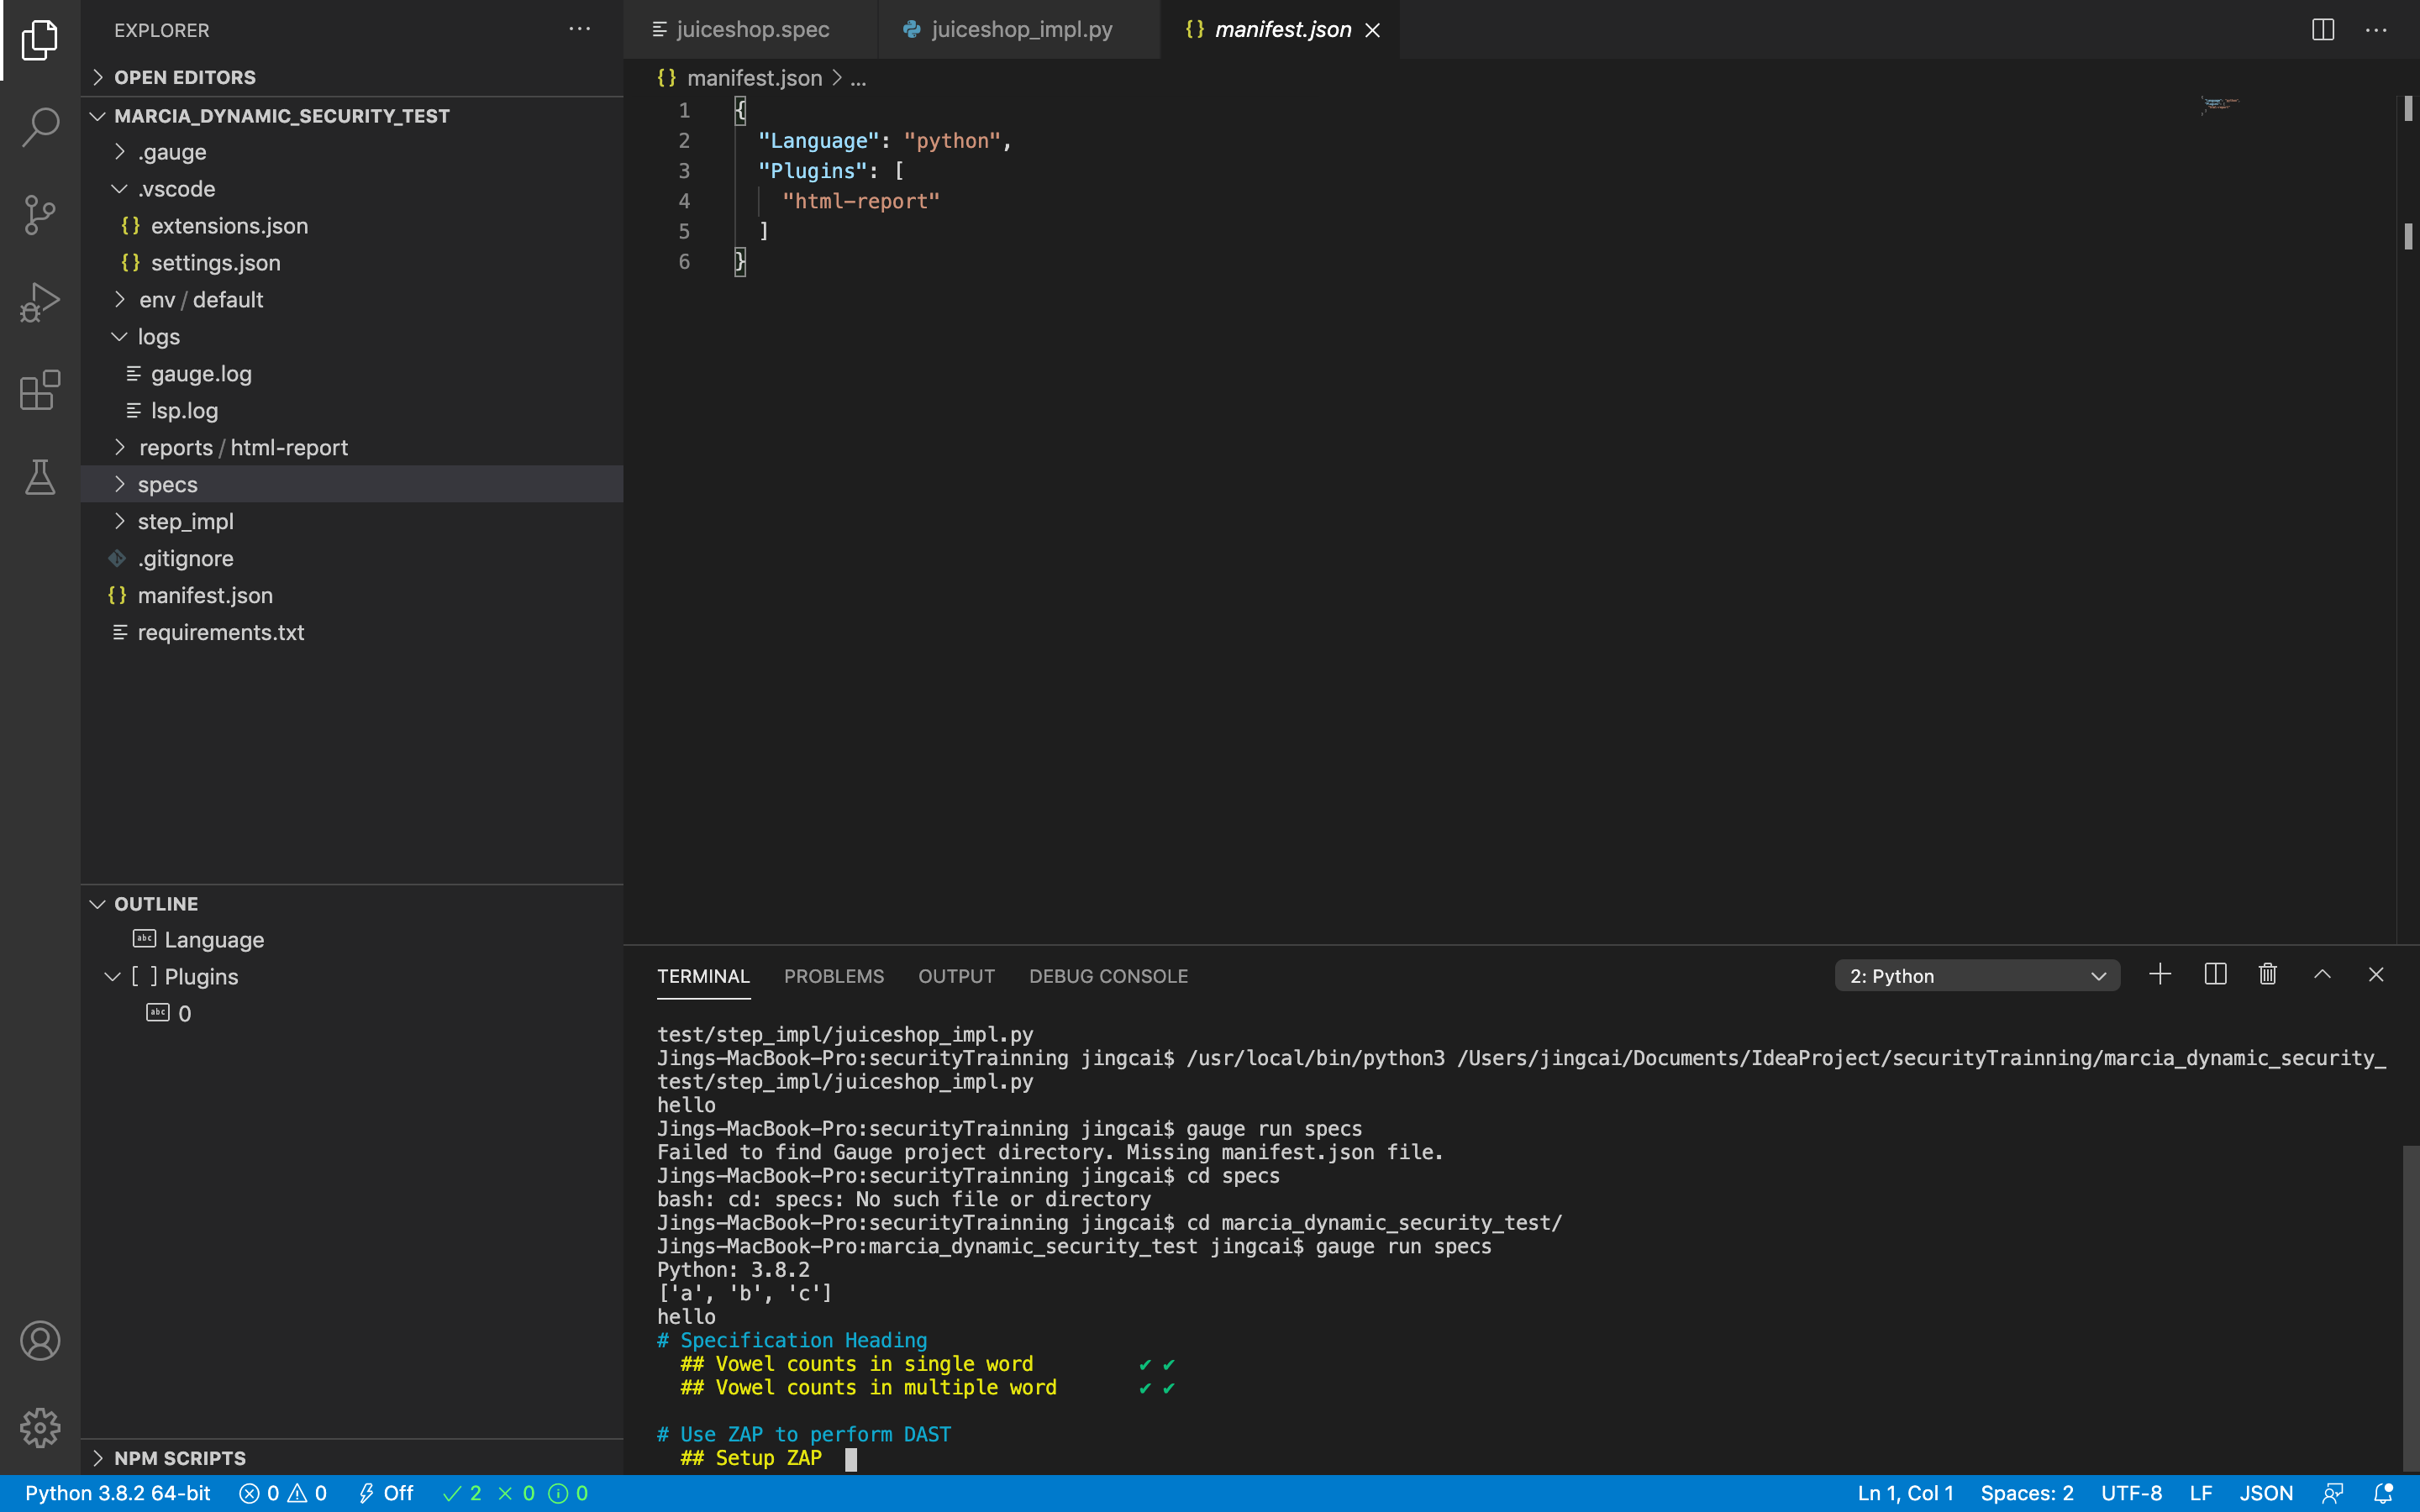 EXPLORER
OPEN EDITORS
MARCIA_DYNAMIC_SECURITY_TEST
.gauge
.vscode
{} extensions.json
{} settings.json
env / default
logs
gauge.log
lsp.log
reports / html-report
specs
step_impl
.gitignore
{} manifest.json
requirements.txt
OUTLINE
abc Language
[ ] Plugins
abc 0
NPM SCRIPTS
juiceshop.spec
juiceshop_impl.py
{} manifest.json
{} manifest.json > ...
1 {
2 "Language": "python",
3 "Plugins": [
4 "html-report"
5 ]
6 }
TERMINAL PROBLEMS OUTPUT DEBUG CONSOLE 2: Python
test/step_impl/juiceshop_impl.py
Jings-MacBook-Pro:securityTrainning jingcai$ /usr/local/bin/python3 /Users/jingcai/Documents/IdeaProject/securityTrainning/marcia_dynamic_security_
test/step_impl/juiceshop_impl.py
hello
Jings-MacBook-Pro:securityTrainning jingcai$ gauge run specs
Failed to find Gauge project directory. Missing manifest.json file.
Jings-MacBook-Pro:securityTrainning jingcai$ cd specs
bash: cd: specs: No such file or directory
Jings-MacBook-Pro:securityTrainning jingcai$ cd marcia_dynamic_security_test/
Jings-MacBook-Pro:marcia_dynamic_security_test jingcai$ gauge run specs
Python: 3.8.2
['a', 'b', 'c']
hello
# Specification Heading
## Vowel counts in single word ✔ ✔
## Vowel counts in multiple word ✔ ✔
# Use ZAP to perform DAST
## Setup ZAP
Python 3.8.2 64-bit 0 0 Off 2 0 0 Ln 1, Col 1 Spaces: 2 UTF-8 LF JSON